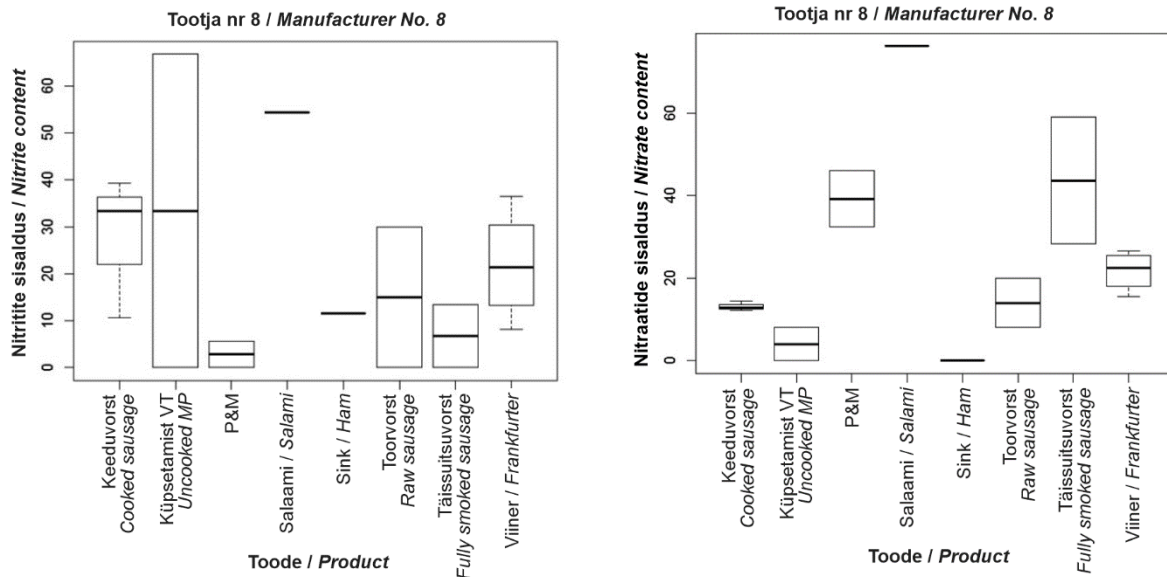 Tootja nr 8 / Manufacturer No. 8
Nitritite sisaldus / Nitrite content
60
50
40
30
20
10
0
Keeduvorst
Cooked sausage
Küpsetamist VT
Uncooked MP
P&M
Salaami / Salami
Sink / Ham
Toorvorst
Raw sausage
Täissuitsuvorst
Fully smoked sausage
Viiner / Frankfurter
Toode / Product
Tootja nr 8 / Manufacturer No. 8
Nitraatide sisaldus / Nitrate content
60
40
20
0
Keeduvorst
Cooked sausage
Küpsetamist VT
Uncooked MP
P&M
Salaami / Salami
Sink / Ham
Toorvorst
Raw sausage
Täissuitsuvorst
Fully smoked sausage
Viiner / Frankfurter
Toode / Product